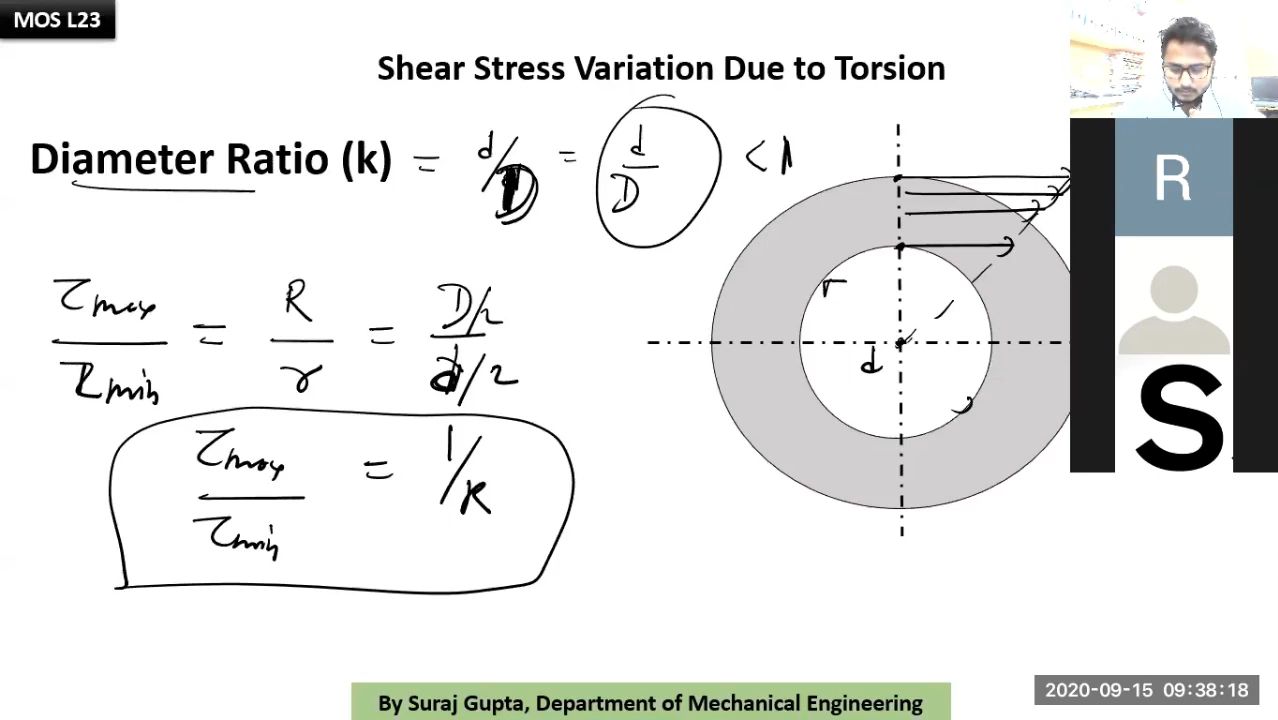 MOS L23
Shear Stress Variation Due to Torsion
Diameter Ratio (k) = d/D = d/D < 1
τmax/τmin = R/r = D/2 / d/2
τmax/τmin = 1/K
r
d
R
S
By Suraj Gupta, Department of Mechanical Engineering
2020-09-15 09:38:18